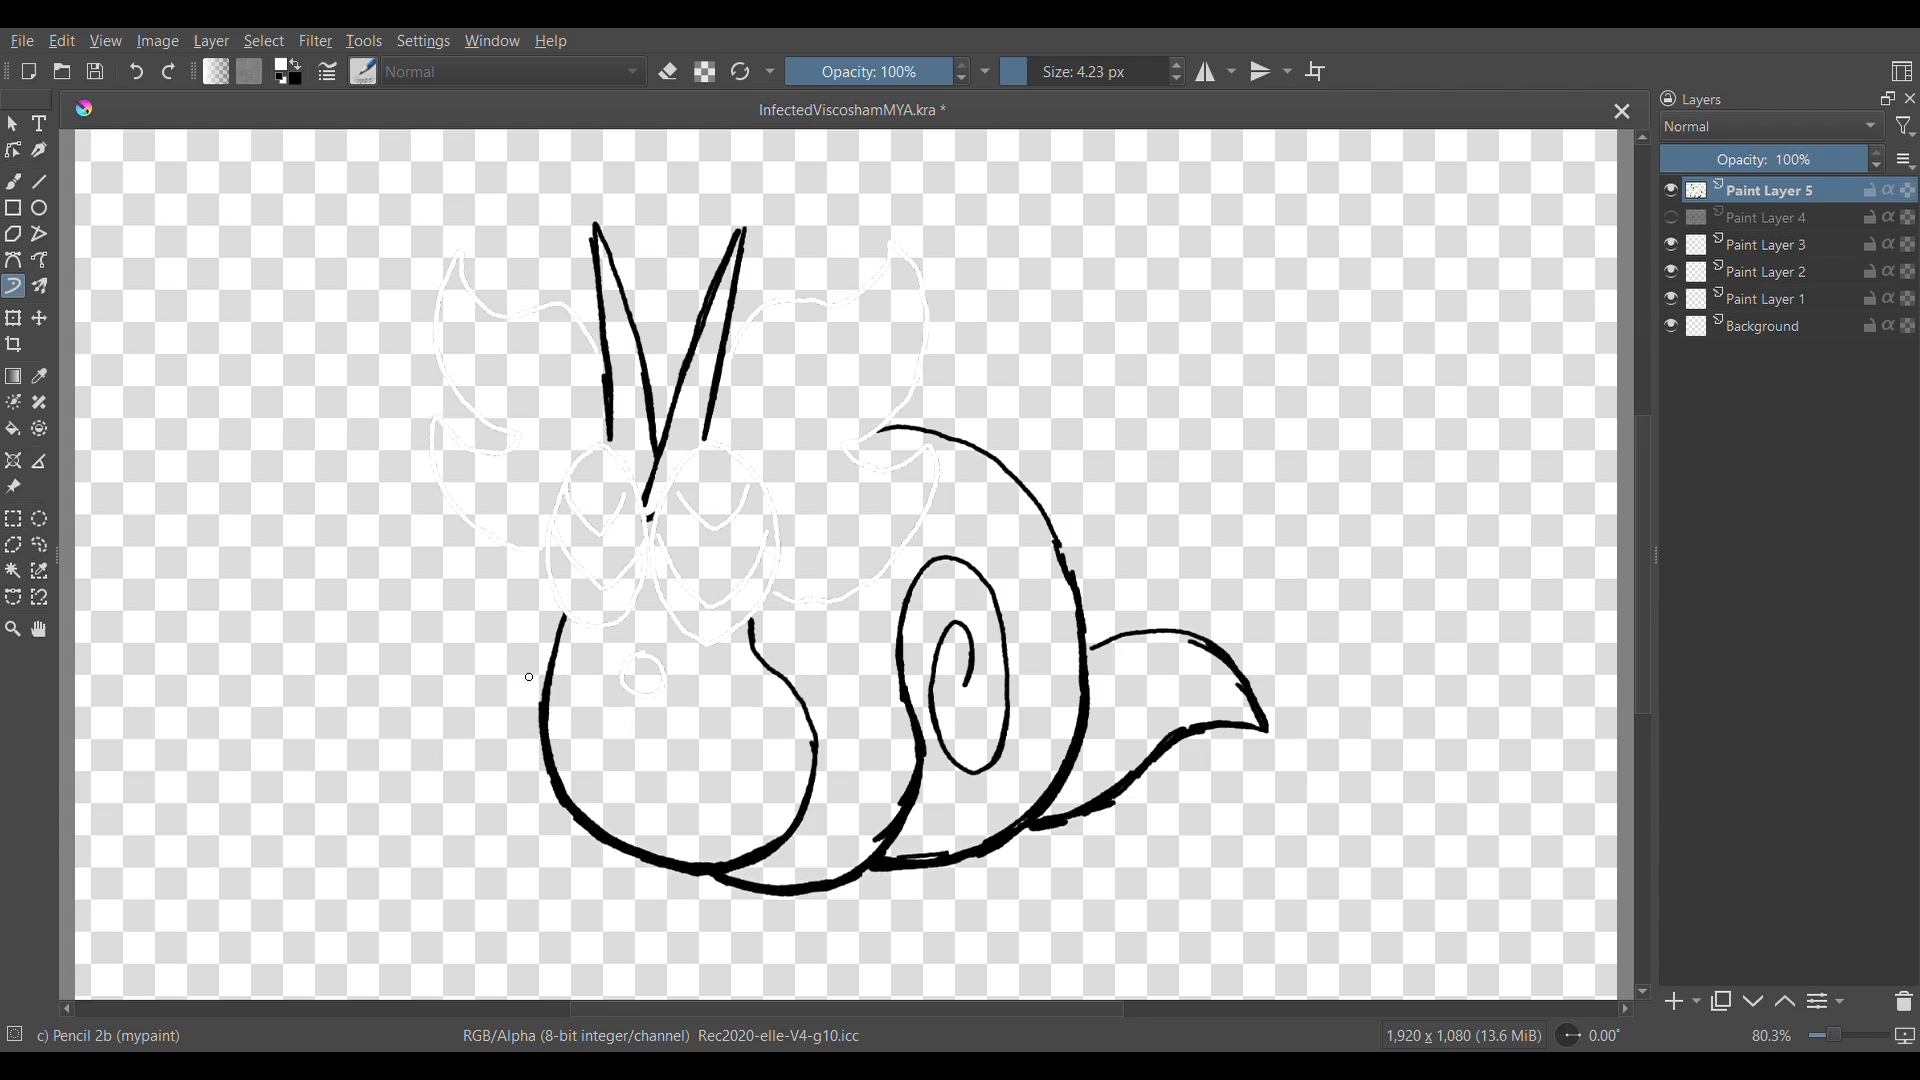 File Edit View Image Layer Select Filter Tools Settings Window Help
Normal Opacity: 100% Size: 4.23 px
InfectedViscoshamMYA.kra *
Layers
Normal
Opacity: 100%
Paint Layer 5
Paint Layer 4
Paint Layer 3
Paint Layer 2
Paint Layer 1
Background
c) Pencil 2b (mypaint) RGB/Alpha (8-bit integer/channel) Rec2020-elle-V4-g10.icc 1,920 x 1,080 (13.6 MiB) 0.00° 80.3%